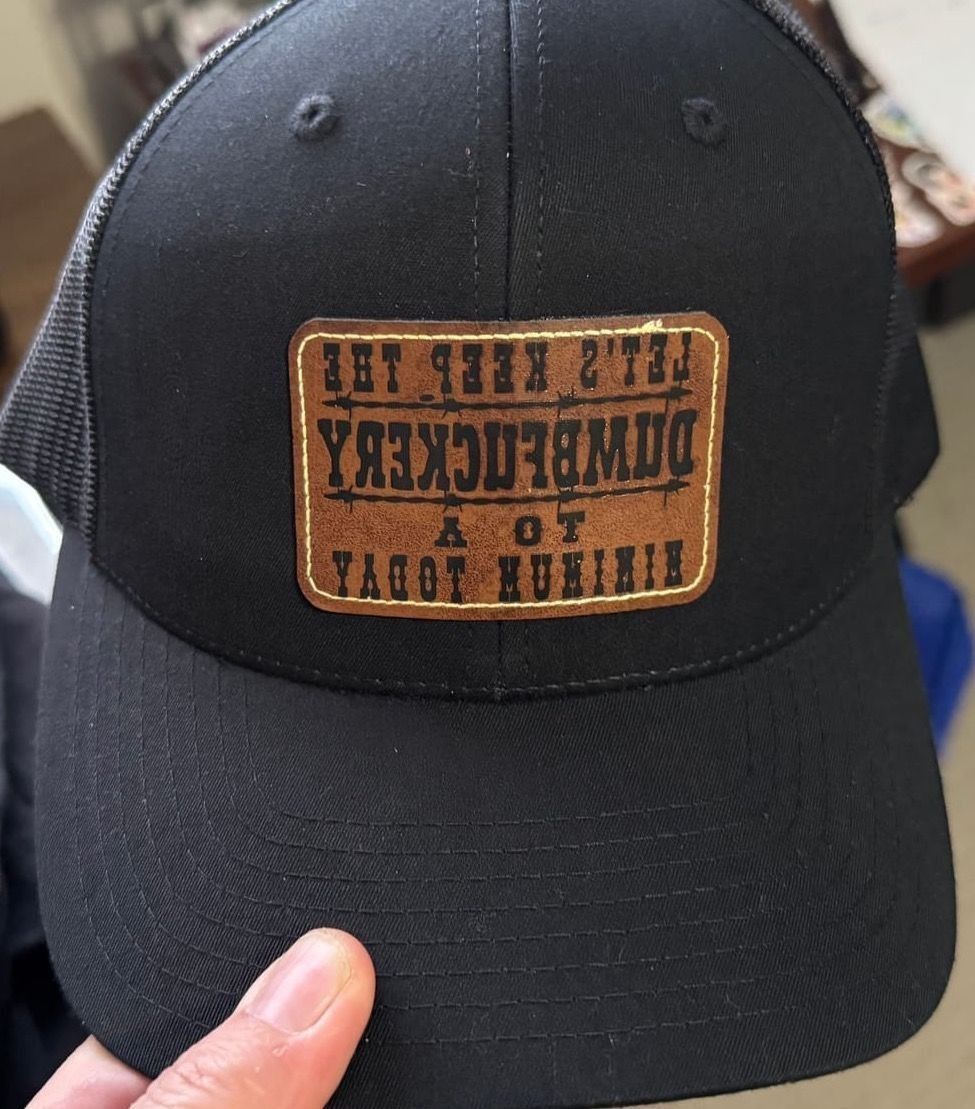 LET'S KEEP THE
DUMBFUCKERY
TO A
MINIMUM TODAY